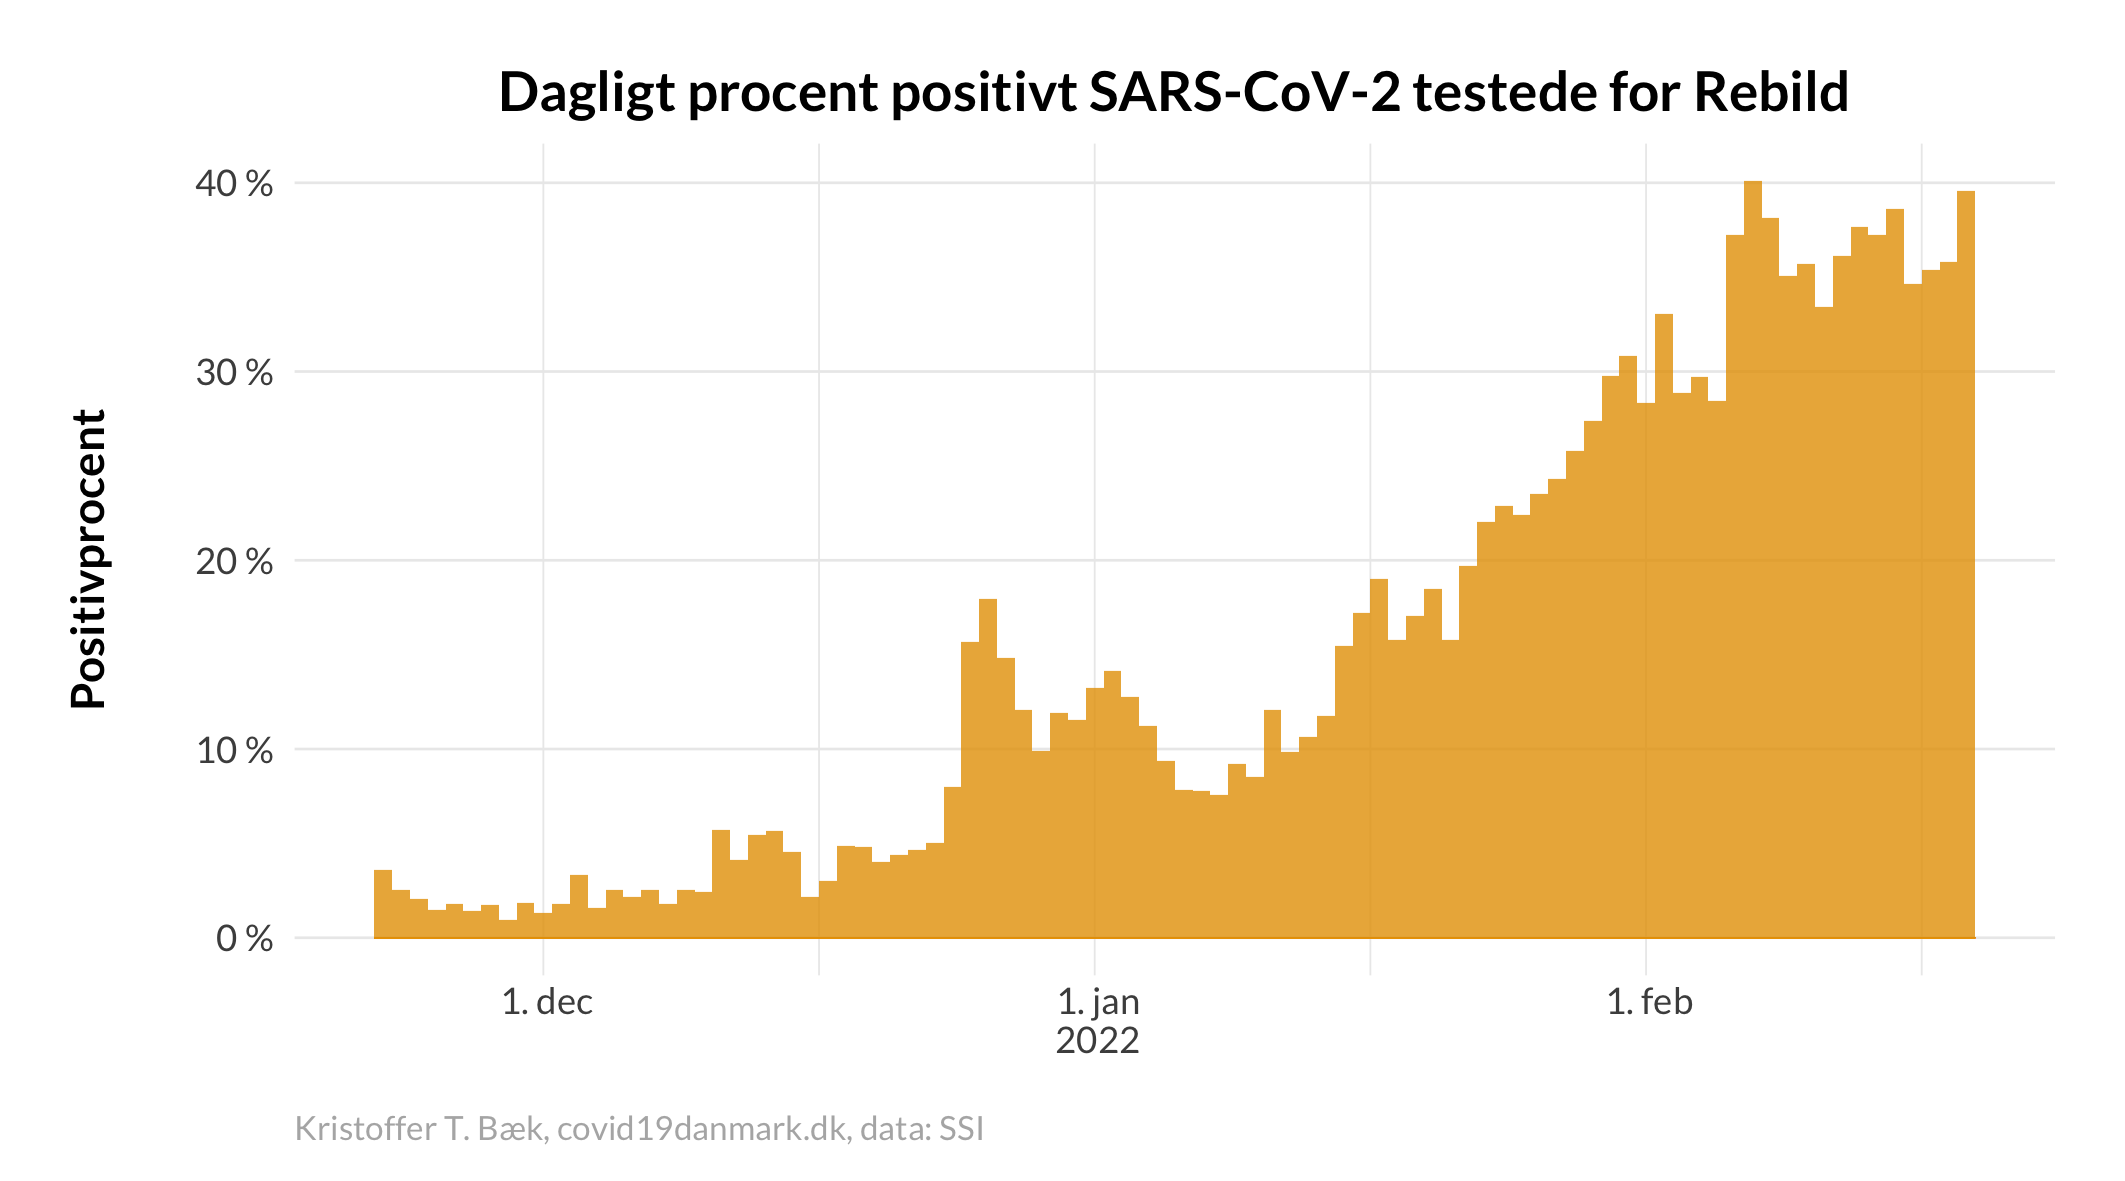 Dagligt procent positivt SARS-CoV-2 testede for Rebild
Positivprocent
40 %
30 %
20 %
10 %
0 %
1. dec
1. jan
2022
1. feb
Kristoffer T. Bæk, covid19danmark.dk, data: SSI